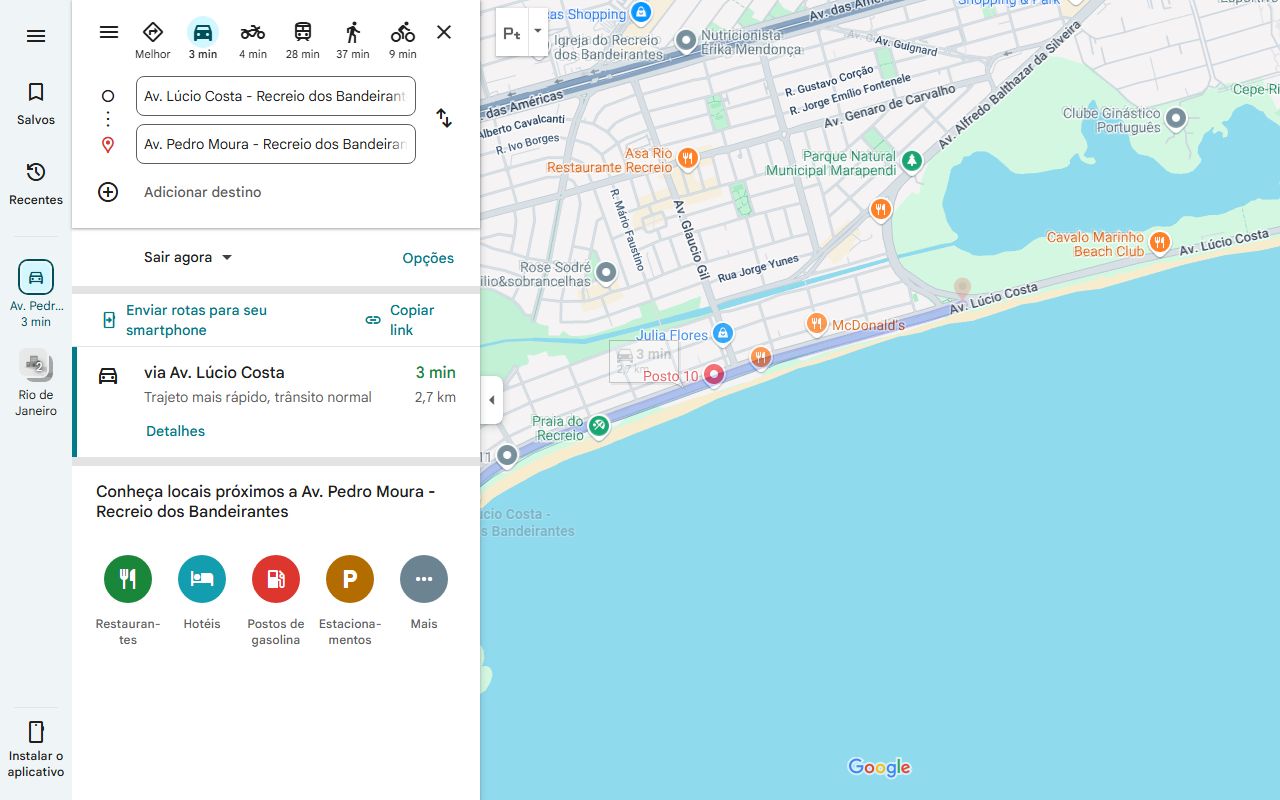 Salvos
Recentes
Av. Pedr...
3 min
2
Rio de
Janeiro
Instalar o
aplicativo
Melhor
3 min
4 min
28 min
37 min
9 min
Av. Lúcio Costa - Recreio dos Bandeirant
Av. Pedro Moura - Recreio dos Bandeiran
Adicionar destino
Sair agora
Opções
Enviar rotas para seu
smartphone
Copiar
link
via Av. Lúcio Costa
3 min
Trajeto mais rápido, trânsito normal
2,7 km
Detalhes
Conheça locais próximos a Av. Pedro Moura -
Recreio dos Bandeirantes
P
Restauran-
tes
Hotéis
Postos de
gasolina
Estaciona-
mentos
Mais
as Shopping
Igreja do Recreio
dos Bandeirantes
Nutricionista
Erika Mendonça
Av. das Américas
Av. Guignard
Shopping & Park
R. Gustavo Corção
R. Jorge Emílio Fontenele
Av. Genaro de Carvalho
Av. Alfredo Balthazar da Silveira
das Américas
Alberto Cavalcanti
R. Ivo Borges
Asa Rio
Restaurante Recreio
Parque Natural
Municipal Marapendi
Clube Ginástico
Português
Cepe-Ri
R. Mário Faustino
Av. Glaucio Gil
Rua Jorge Yunes
Rose Sodré
ilio&sobrancelhas
Cavalo Marinho
Beach Club
Av. Lúcio Costa
Av. Lúcio Costa
Julia Flores
McDonald's
3 min
2,7 km
Posto 10
Praia do
Recreio
11
úcio Costa -
s Bandeirantes
Google